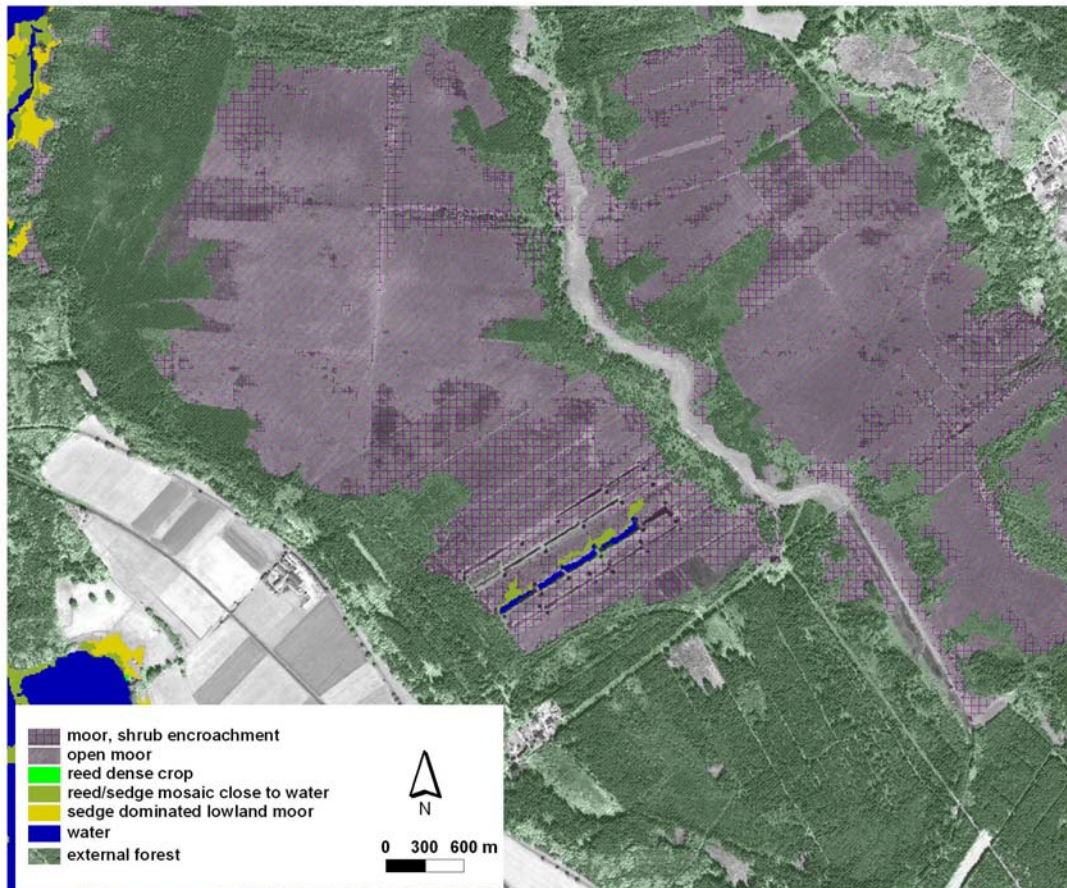 moor, shrub encroachment
open moor
reed dense crop
reed/sedge mosaic close to water
sedge dominated lowland moor
water
external forest
N
0 300 600 m